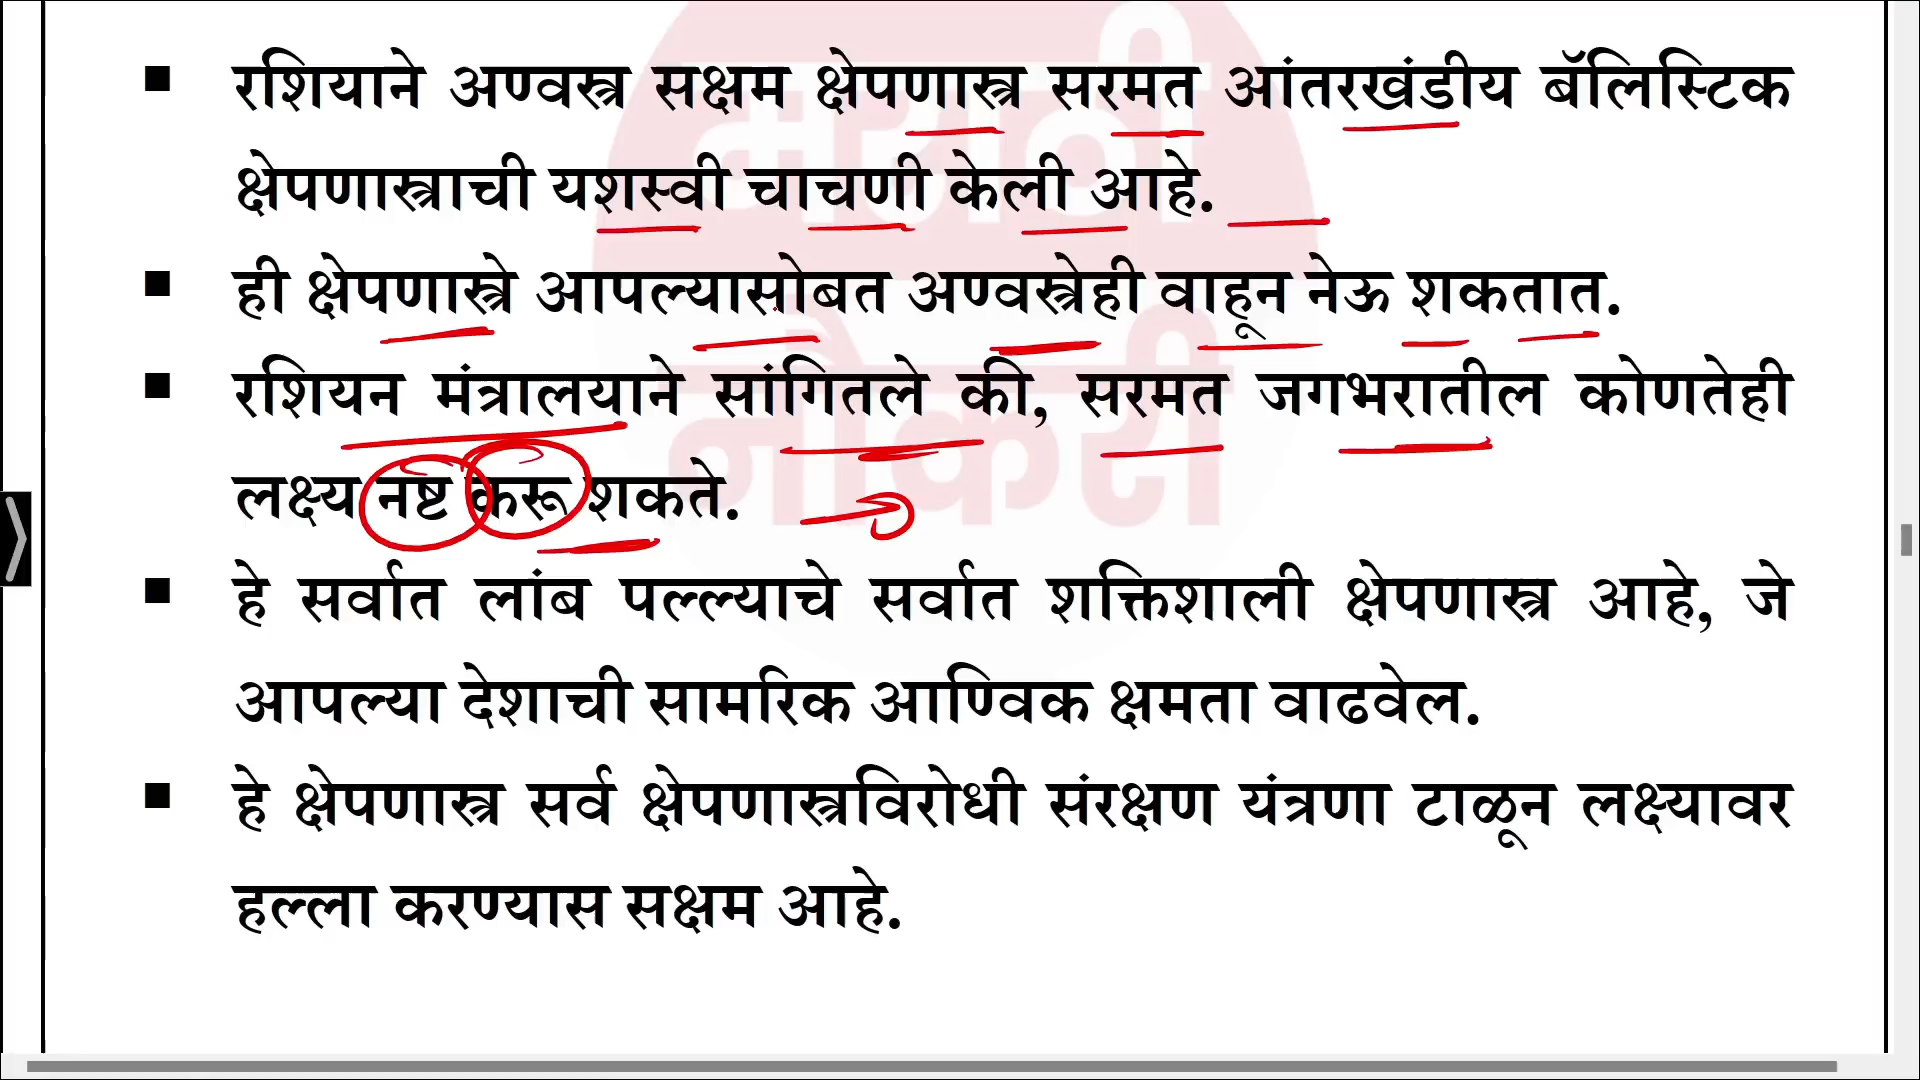 ▪ रशियाने अण्वस्त्र सक्षम क्षेपणास्त्र सरमत आंतरखंडीय बॅलिस्टिक
क्षेपणास्त्राची यशस्वी चाचणी केली आहे.
▪ ही क्षेपणास्त्रे आपल्यासोबत अण्वस्त्रेही वाहून नेऊ शकतात.
▪ रशियन मंत्रालयाने सांगितले की, सरमत जगभरातील कोणतेही
लक्ष्य नष्ट करू शकते.
▪ हे सर्वात लांब पल्ल्याचे सर्वात शक्तिशाली क्षेपणास्त्र आहे, जे
आपल्या देशाची सामरिक आण्विक क्षमता वाढवेल.
▪ हे क्षेपणास्त्र सर्व क्षेपणास्त्रविरोधी संरक्षण यंत्रणा टाळून लक्ष्यावर
हल्ला करण्यास सक्षम आहे.
मराठी
नौकरी